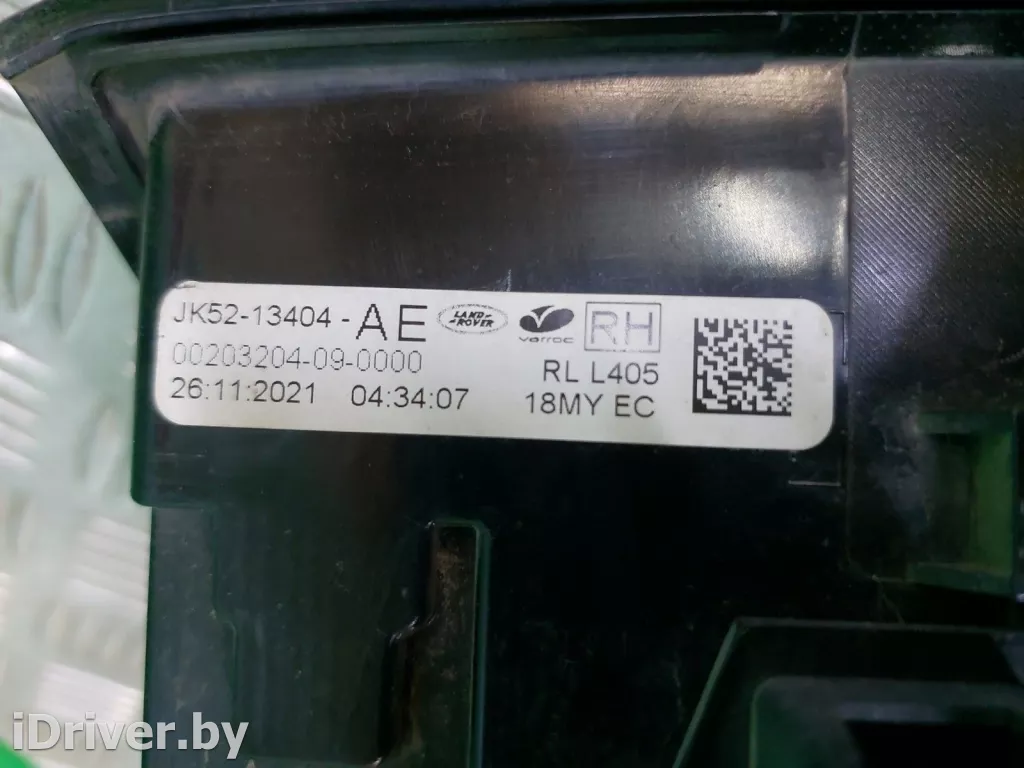 JK52-13404-AE LAND-ROVER varroc RH
00203204-09-0000 RL L405
26:11:2021 04:34:07 18MY EC
iDriver.by